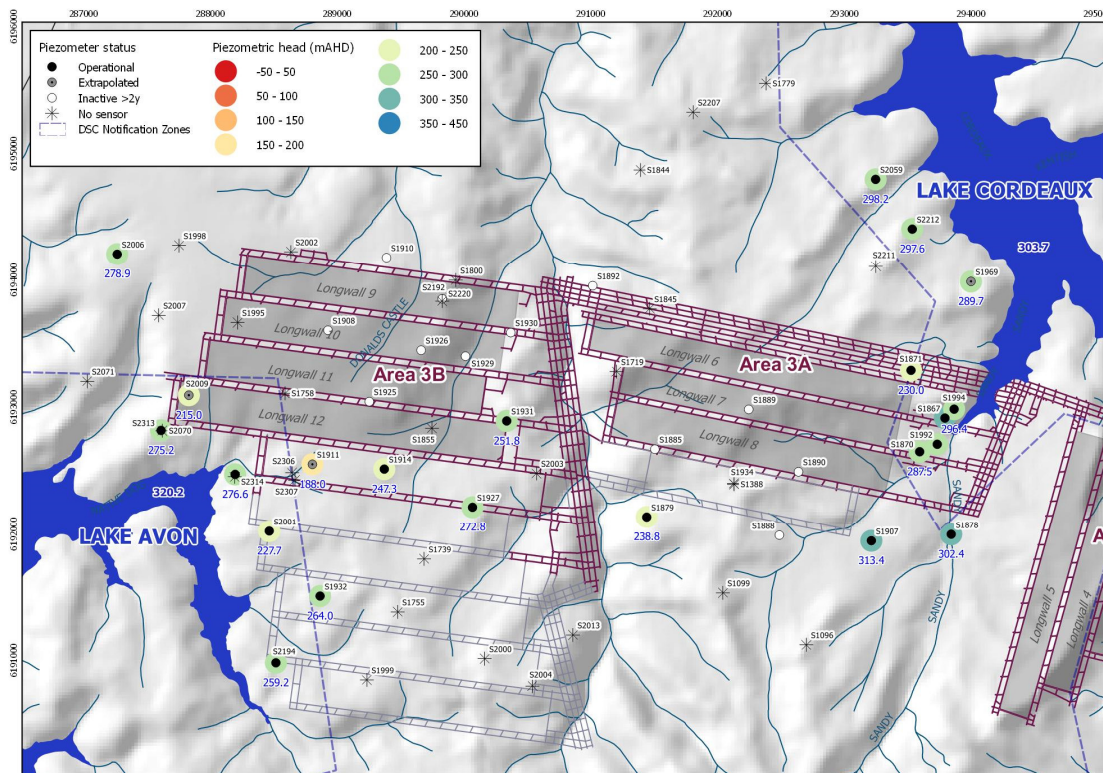 287000 288000 289000 290000 291000 292000 293000 294000 295000
6196000
6195000
6194000
6193000
6192000
6191000
Piezometer status
Operational
Extrapolated
Inactive >2y
No sensor
DSC Notification Zones
Piezometric head (mAHD)
-50 - 50
50 - 100
100 - 150
150 - 200
200 - 250
250 - 300
300 - 350
350 - 450
S1779
S2207
S1844
S2059
298.2
LAKE CORDEAUX
S2212
297.6
303.7
S2211
S1969
289.7
S2006
278.9
S1998
S2002
S1910
S1800
S2192
S2220
S1892
S1845
Longwall 9
S2007
S1995
S1908
Longwall 10
DONALDS CASTLE
S1930
S1926
S1929
Longwall 11
Area 3B
Longwall 6
Area 3A
S1719
S1871
230.0
S2071
S2009
215.0
S1758
S1925
Longwall 7
S1889
S1994
S1867
296.4
Longwall 12
S1931
251.8
S2313
S2070
275.2
S1855
Longwall 8
S1885
S1992
S1870
287.5
S1911
188.0
S1914
247.3
S2306
S2307
S2314
276.6
S2003
S1934
S1388
S1890
320.2
SANDY
LAKE AVON
S1927
272.8
S2001
227.7
S1879
238.8
S1888
S1907
313.4
S1878
302.4
S1739
S1932
264.0
S1755
S1099
SANDY
Longwall 5
Longwall 4
A
S2013
S1096
S2194
259.2
S2000
S1999
S2004
SANDY